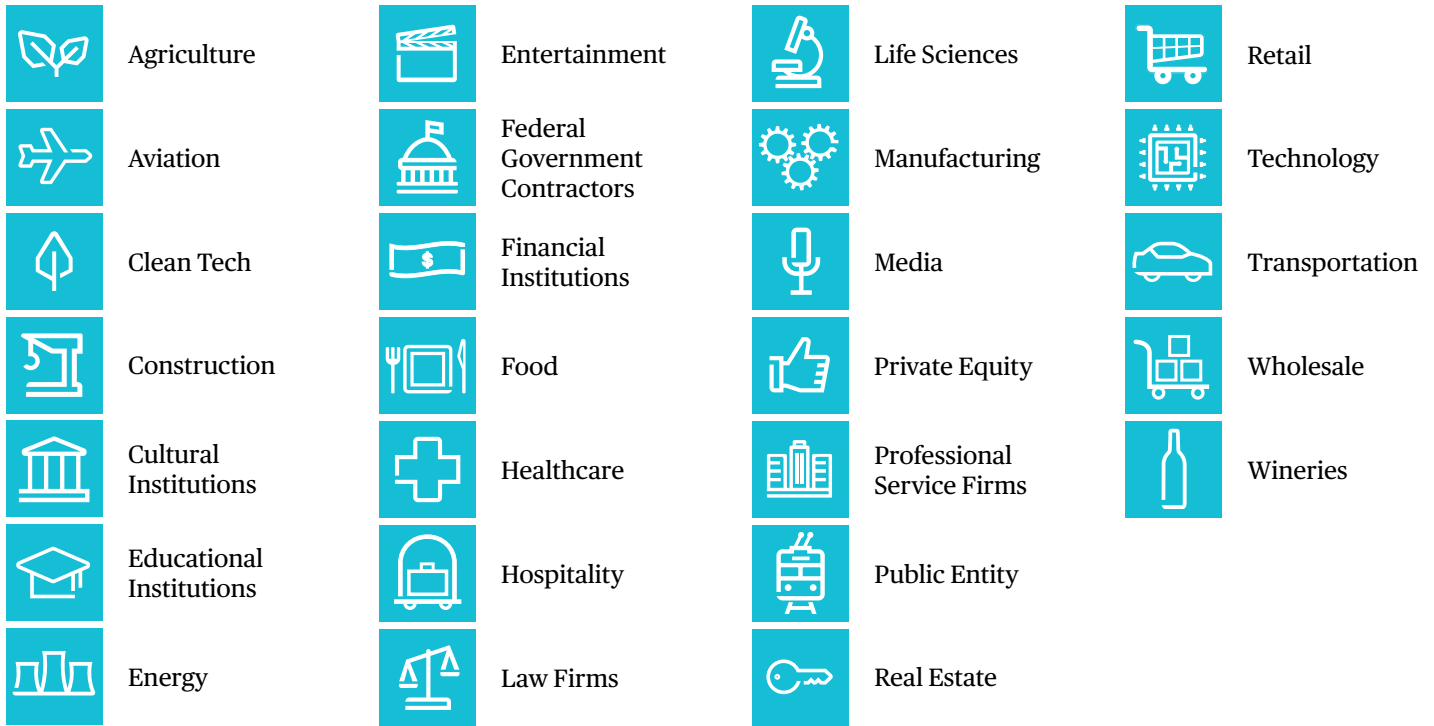 Agriculture
Aviation
Clean Tech
Construction
Cultural
Institutions
Educational
Institutions
Energy
Entertainment
Federal
Government
Contractors
$
Financial
Institutions
Food
Healthcare
Hospitality
Law Firms
Life Sciences
Manufacturing
Media
Private Equity
Professional
Service Firms
Public Entity
Real Estate
Retail
Technology
Transportation
Wholesale
Wineries